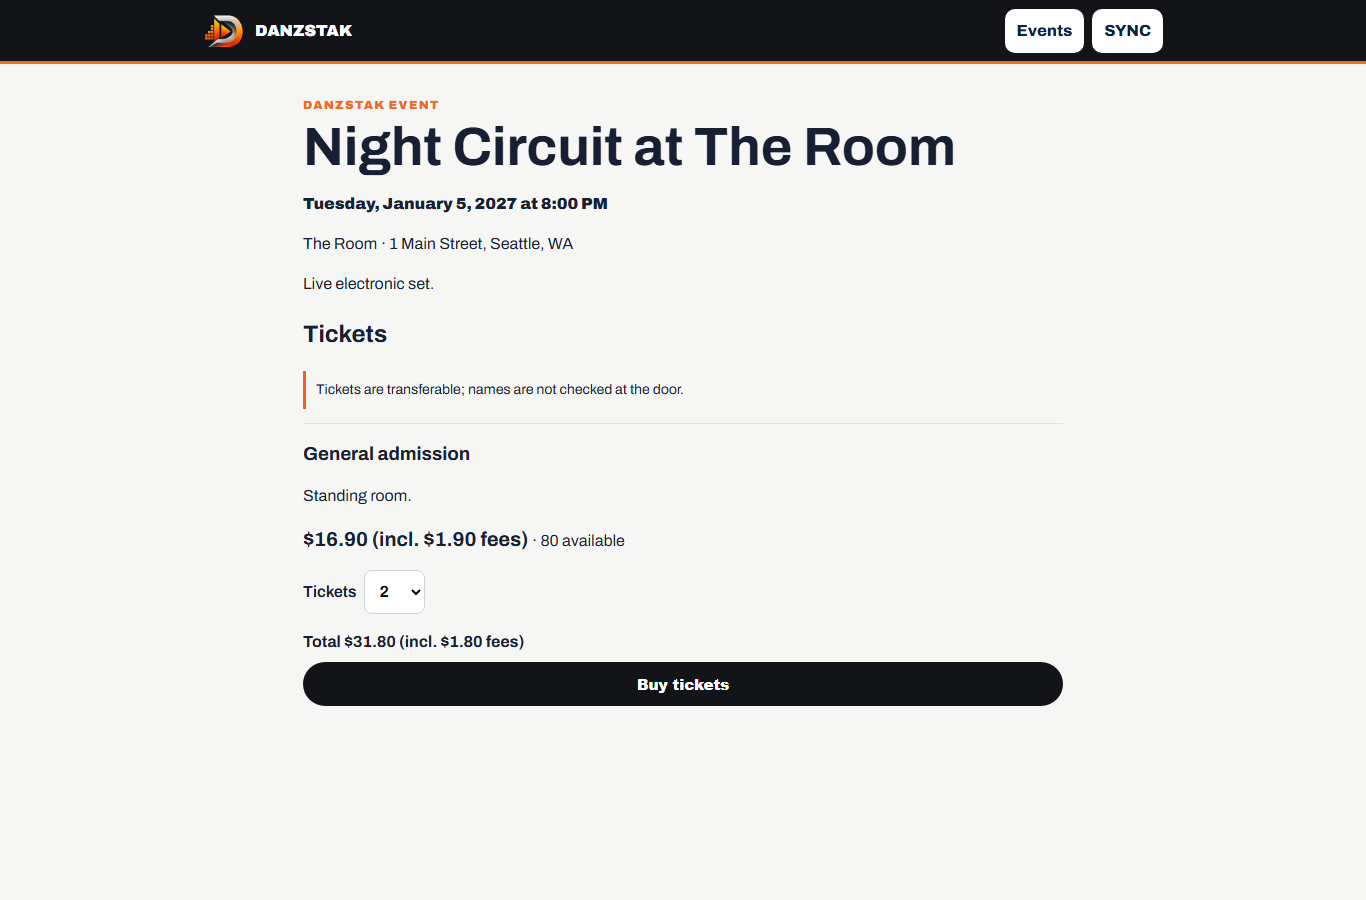 DANZSTAK
Events
SYNC
DANZSTAK EVENT
Night Circuit at The Room
Tuesday, January 5, 2027 at 8:00 PM
The Room · 1 Main Street, Seattle, WA
Live electronic set.
Tickets
Tickets are transferable; names are not checked at the door.
General admission
Standing room.
$16.90 (incl. $1.90 fees) · 80 available
Tickets 2
Total $31.80 (incl. $1.80 fees)
Buy tickets